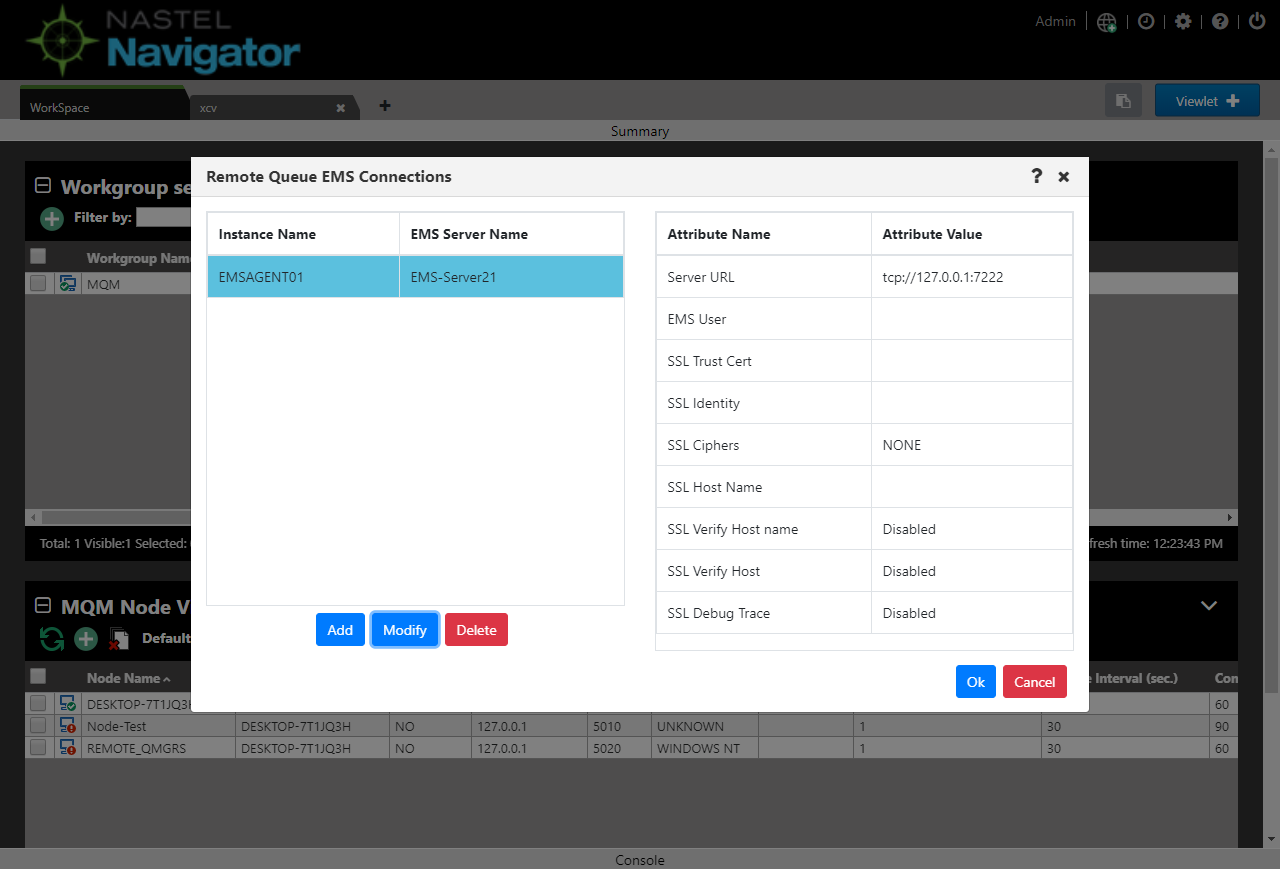 NASTEL
Navigator
Admin
WorkSpace
xcv
Viewlet
Summary
Workgroup se
Filter by:
Workgroup Nam
MQM
Total: 1 Visible:1 Selected:
fresh time: 12:23:43 PM
Remote Queue EMS Connections
Instance Name EMS Server Name
EMSAGENT01 EMS-Server21
Add Modify Delete
Attribute Name Attribute Value
Server URL tcp://127.0.0.1:7222
EMS User
SSL Trust Cert
SSL Identity
SSL Ciphers NONE
SSL Host Name
SSL Verify Host name Disabled
SSL Verify Host Disabled
SSL Debug Trace Disabled
Ok Cancel
MQM Node V
Default
Node Name Interval (sec.) Con
DESKTOP-7T1JQ3H 60
Node-Test DESKTOP-7T1JQ3H NO 127.0.0.1 5010 UNKNOWN 1 30 90
REMOTE_QMGRS DESKTOP-7T1JQ3H NO 127.0.0.1 5020 WINDOWS NT 1 30 60
Console